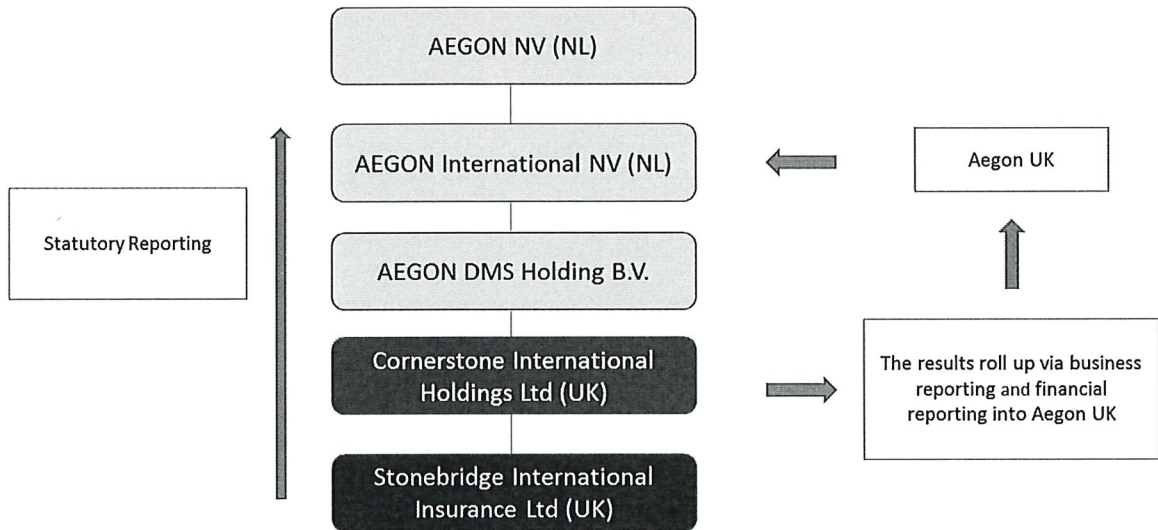 AEGON NV (NL)
AEGON International NV (NL)
Aegon UK
Statutory Reporting
AEGON DMS Holding B.V.
Cornerstone International
Holdings Ltd (UK)
The results roll up via business
reporting and financial
reporting into Aegon UK
Stonebridge International
Insurance Ltd (UK)